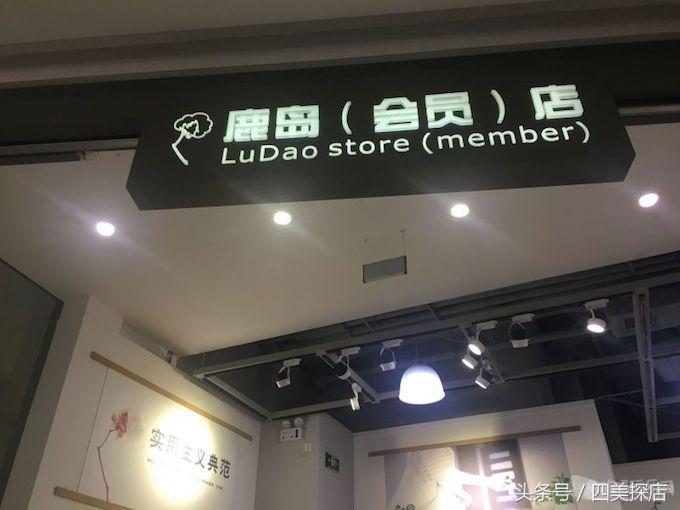 鹿岛（会员）店
LuDao store (member)
实用主义典范
三
头条号／四美探店